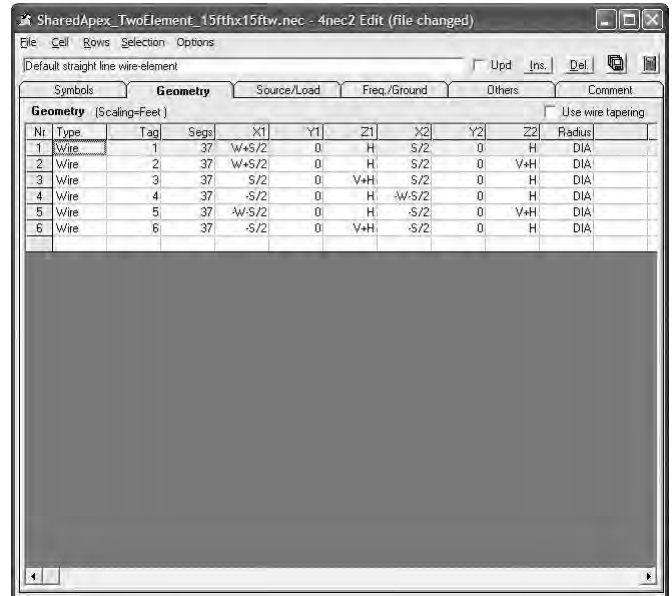 SharedApex_TwoElement_15fthx15ftw.nec - 4nec2 Edit (file changed)
File Cell Rows Selection Options
Default straight line wire-element Upd Ins. Del.
Symbols Geometry Source/Load Freq./Ground Others Comment
Geometry (Scaling=Feet) Use wire tapering
Nr Type Tag Segs X1 Y1 Z1 X2 Y2 Z2 Radius
1 Wire 1 37 W+S/2 0 H S/2 0 H DIA
2 Wire 2 37 W+S/2 0 H S/2 0 V+H DIA
3 Wire 3 37 S/2 0 V+H S/2 0 H DIA
4 Wire 4 37 -S/2 0 H -W-S/2 0 H DIA
5 Wire 5 37 -W-S/2 0 H -S/2 0 V+H DIA
6 Wire 6 37 -S/2 0 V+H -S/2 0 H DIA